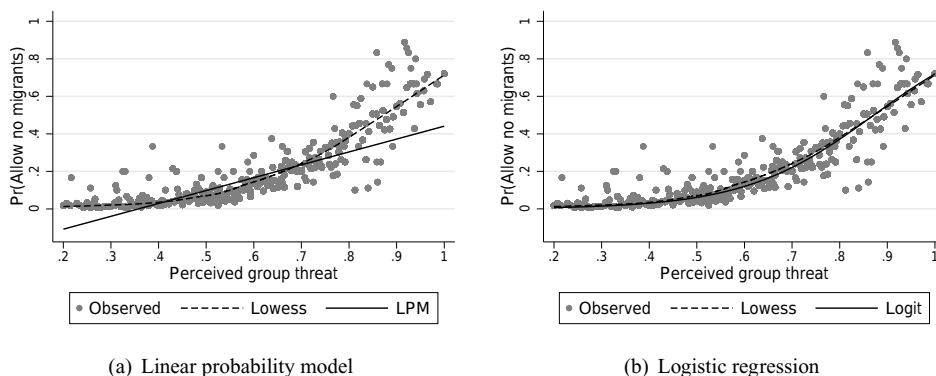 Pr(Allow no migrants)
1
.8
.6
.4
.2
0
.2 .3 .4 .5 .6 .7 .8 .9 1
Perceived group threat
Observed Lowess LPM
(a) Linear probability model
Pr(Allow no migrants)
1
.8
.6
.4
.2
0
.2 .3 .4 .5 .6 .7 .8 .9 1
Perceived group threat
Observed Lowess Logit
(b) Logistic regression